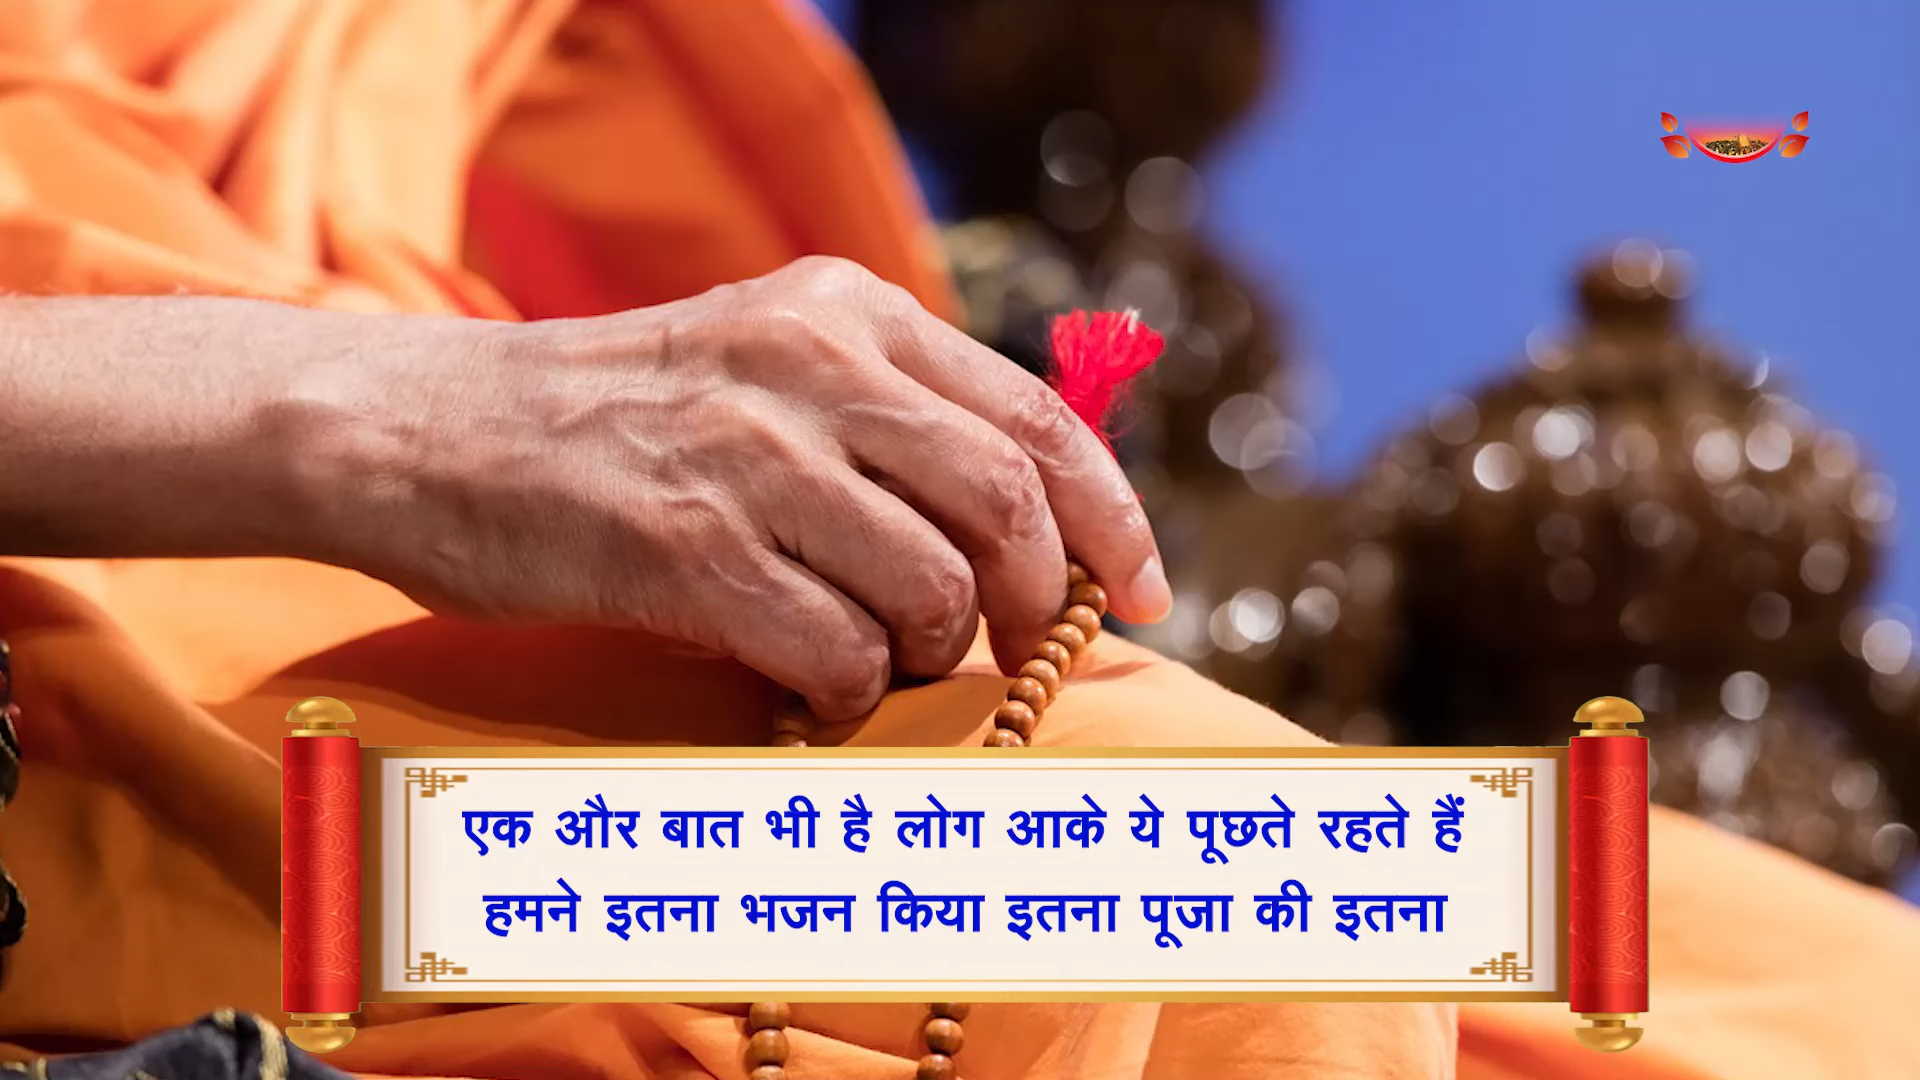 एक और बात भी है लोग आके ये पूछते रहते हैं
हमने इतना भजन किया इतना पूजा की इतना